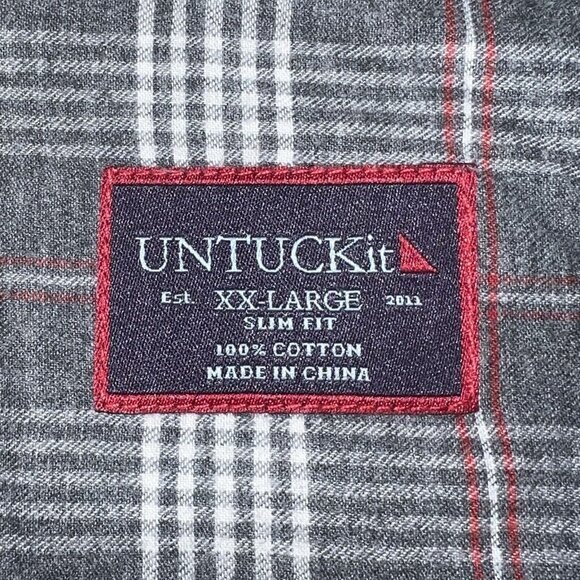 UNTUCKit
Est. XX-LARGE 2011
SLIM FIT
100% COTTON
MADE IN CHINA